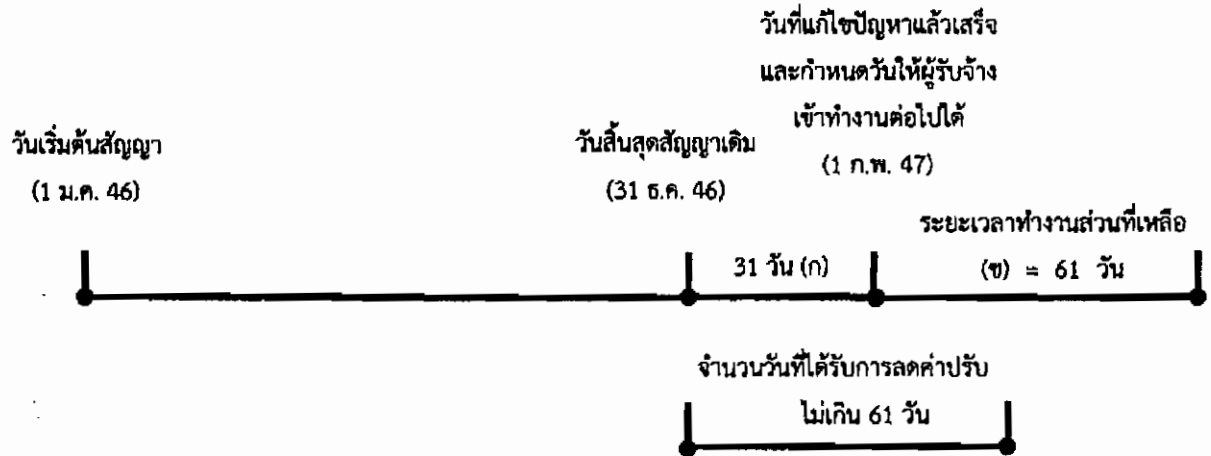 วันที่แก้ไขปัญหาแล้วเสร็จ
และกำหนดวันให้ผู้รับจ้าง
เข้าทำงานต่อไปได้
(1 ก.พ. 47)
วันเริ่มต้นสัญญา
(1 ม.ค. 46)
วันสิ้นสุดสัญญาเดิม
(31 ธ.ค. 46)
ระยะเวลาทำงานส่วนที่เหลือ
31 วัน (ก)
(ข) = 61 วัน
จำนวนวันที่ได้รับการลดค่าปรับ
ไม่เกิน 61 วัน